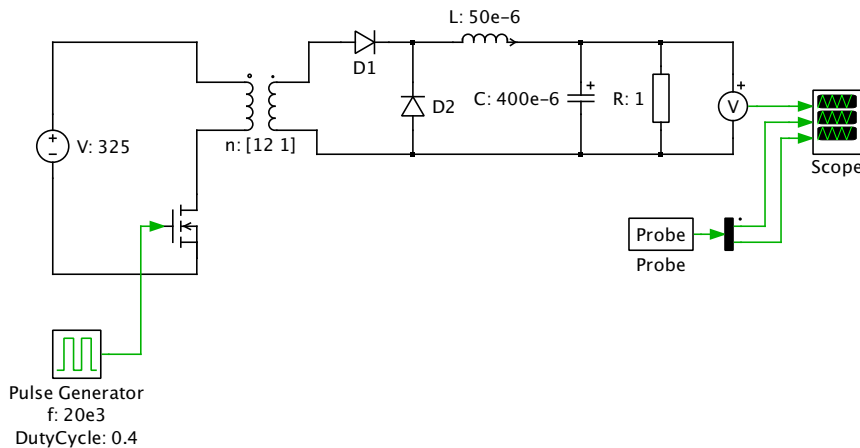 L: 50e-6
D1
D2
C: 400e-6
R: 1
V
V: 325
n: [12 1]
Scope
Probe
Probe
Pulse Generator
f: 20e3
DutyCycle: 0.4